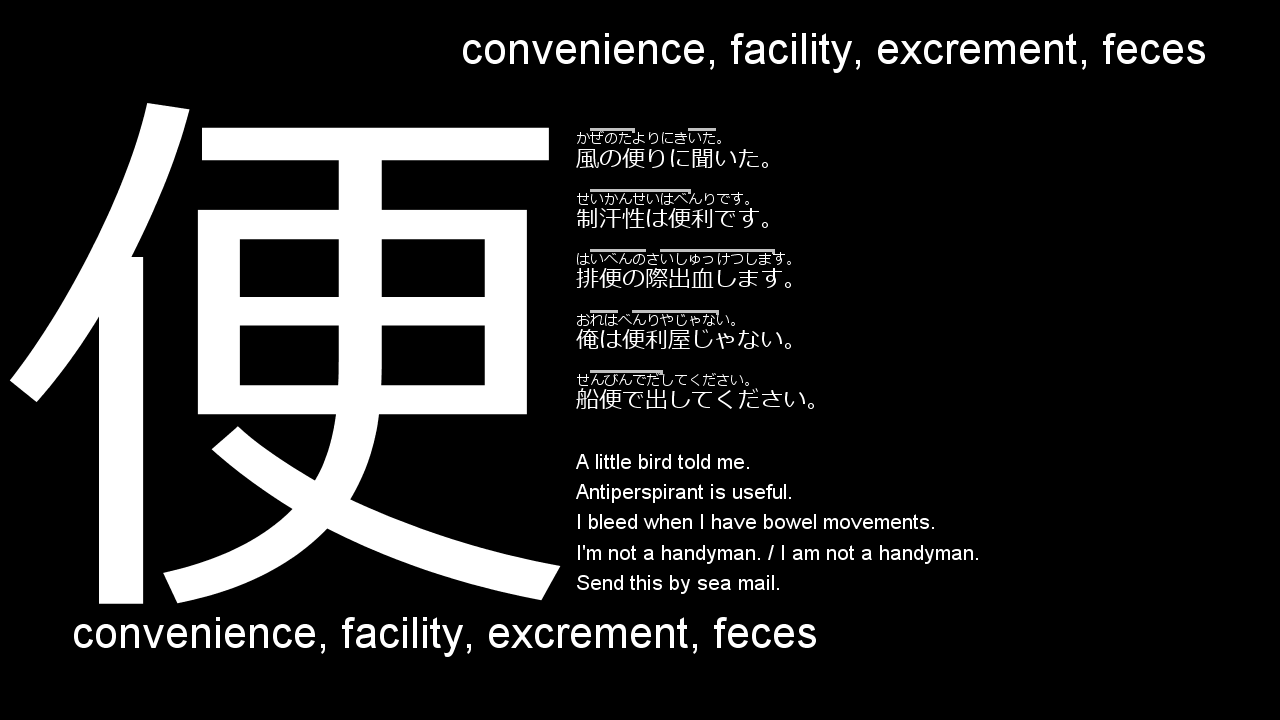 convenience, facility, excrement, feces
便
かぜのたよりにきいた。
風の便りに聞いた。
せいかんせいはべんりです。
制汗性は便利です。
はいべんのさいしゅっけつします。
排便の際出血します。
おれはべんりやじゃない。
俺は便利屋じゃない。
せんびんでだしてください。
船便で出してください。
A little bird told me.
Antiperspirant is useful.
I bleed when I have bowel movements.
I'm not a handyman. / I am not a handyman.
Send this by sea mail.
convenience, facility, excrement, feces